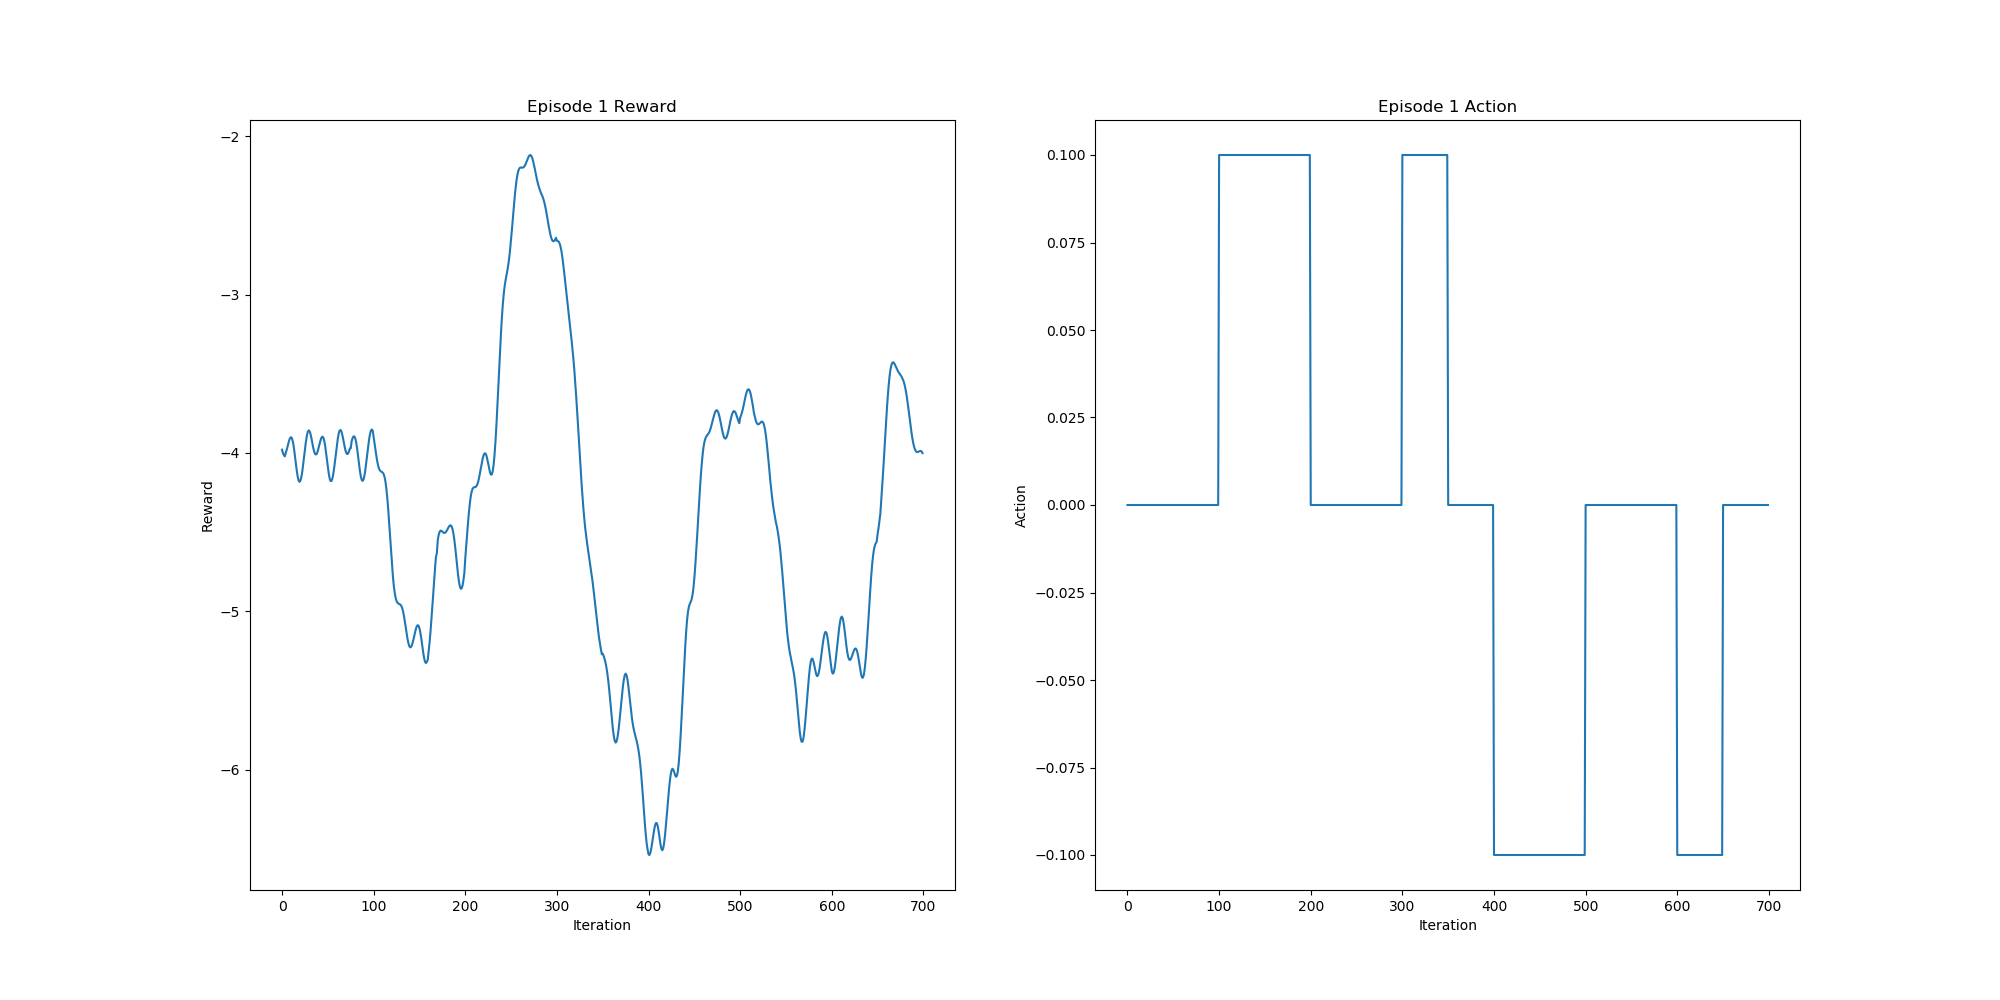 Episode 1 Reward
−2
−3
−4
−5
−6
Reward
0 100 200 300 400 500 600 700
Iteration
Episode 1 Action
0.100
0.075
0.050
0.025
0.000
−0.025
−0.050
−0.075
−0.100
Action
0 100 200 300 400 500 600 700
Iteration